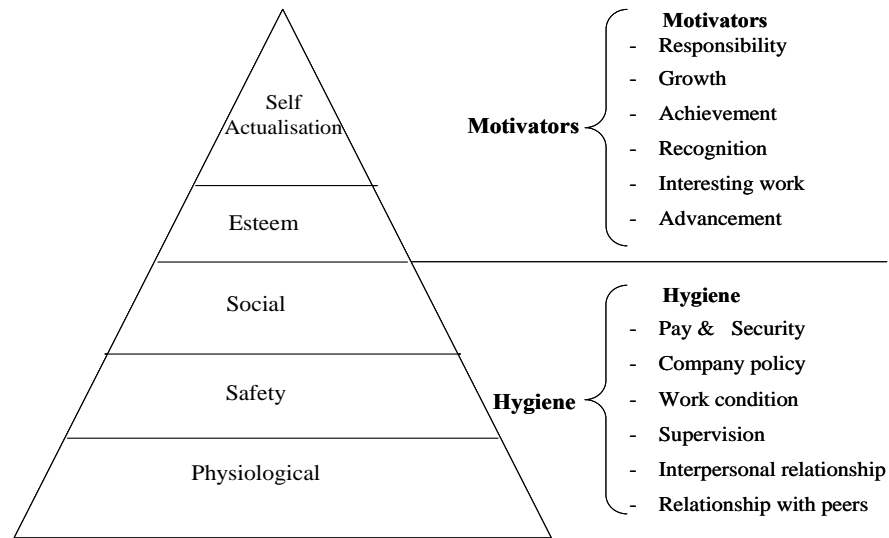 Self
Actualisation
Esteem
Social
Safety
Physiological
Motivators
Motivators
- Responsibility
- Growth
- Achievement
- Recognition
- Interesting work
- Advancement
Hygiene
Hygiene
- Pay & Security
- Company policy
- Work condition
- Supervision
- Interpersonal relationship
- Relationship with peers